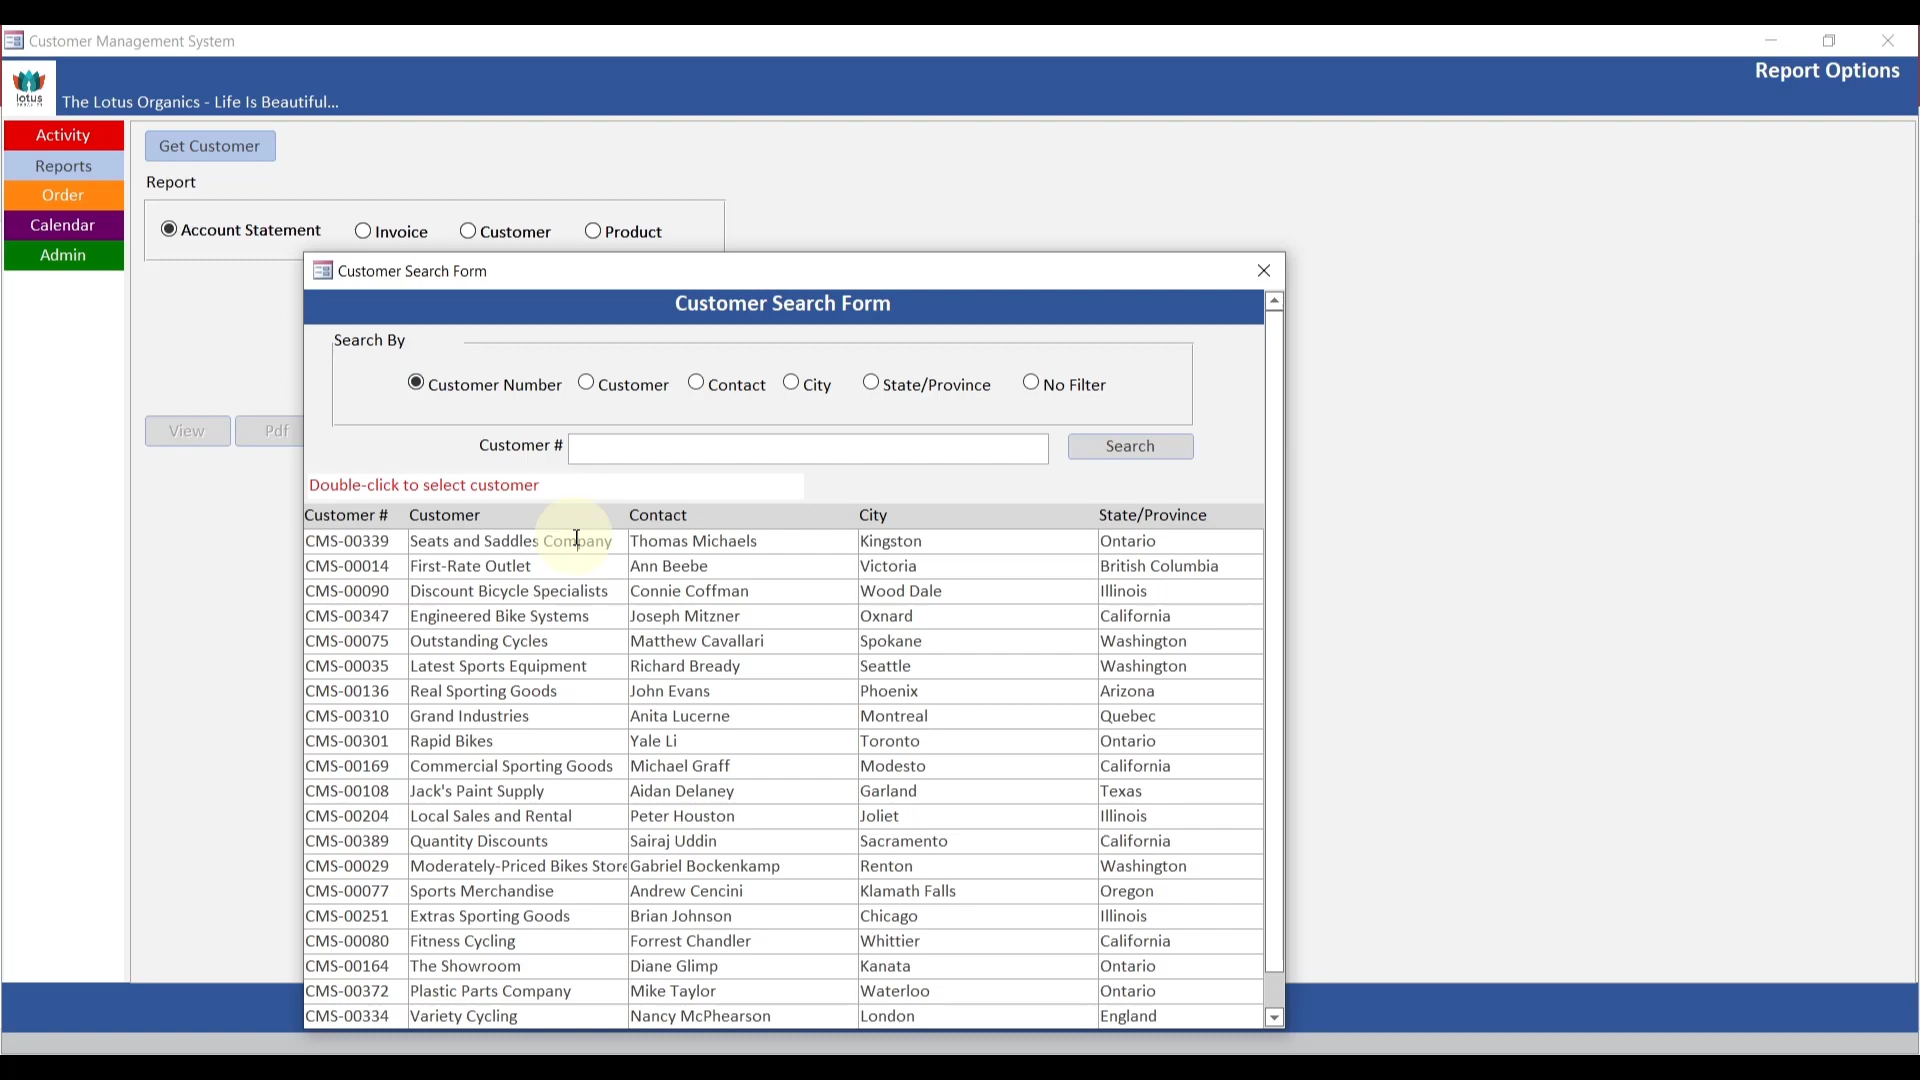 Customer Management System
lotus
The Lotus Organics - Life Is Beautiful...
Report Options
Activity
Reports
Order
Calendar
Admin
Get Customer
Report
Account Statement Invoice Customer Product
View Pdf
Customer Search Form
Customer Search Form
Search By
Customer Number Customer Contact City State/Province No Filter
Customer # Search
Double-click to select customer
Customer # Customer Contact City State/Province
CMS-00339 Seats and Saddles Company Thomas Michaels Kingston Ontario
CMS-00014 First-Rate Outlet Ann Beebe Victoria British Columbia
CMS-00090 Discount Bicycle Specialists Connie Coffman Wood Dale Illinois
CMS-00347 Engineered Bike Systems Joseph Mitzner Oxnard California
CMS-00075 Outstanding Cycles Matthew Cavallari Spokane Washington
CMS-00035 Latest Sports Equipment Richard Bready Seattle Washington
CMS-00136 Real Sporting Goods John Evans Phoenix Arizona
CMS-00310 Grand Industries Anita Lucerne Montreal Quebec
CMS-00301 Rapid Bikes Yale Li Toronto Ontario
CMS-00169 Commercial Sporting Goods Michael Graff Modesto California
CMS-00108 Jack's Paint Supply Aidan Delaney Garland Texas
CMS-00204 Local Sales and Rental Peter Houston Joliet Illinois
CMS-00389 Quantity Discounts Sairaj Uddin Sacramento California
CMS-00029 Moderately-Priced Bikes Store Gabriel Bockenkamp Renton Washington
CMS-00077 Sports Merchandise Andrew Cencini Klamath Falls Oregon
CMS-00251 Extras Sporting Goods Brian Johnson Chicago Illinois
CMS-00080 Fitness Cycling Forrest Chandler Whittier California
CMS-00164 The Showroom Diane Glimp Kanata Ontario
CMS-00372 Plastic Parts Company Mike Taylor Waterloo Ontario
CMS-00334 Variety Cycling Nancy McPhearson London England